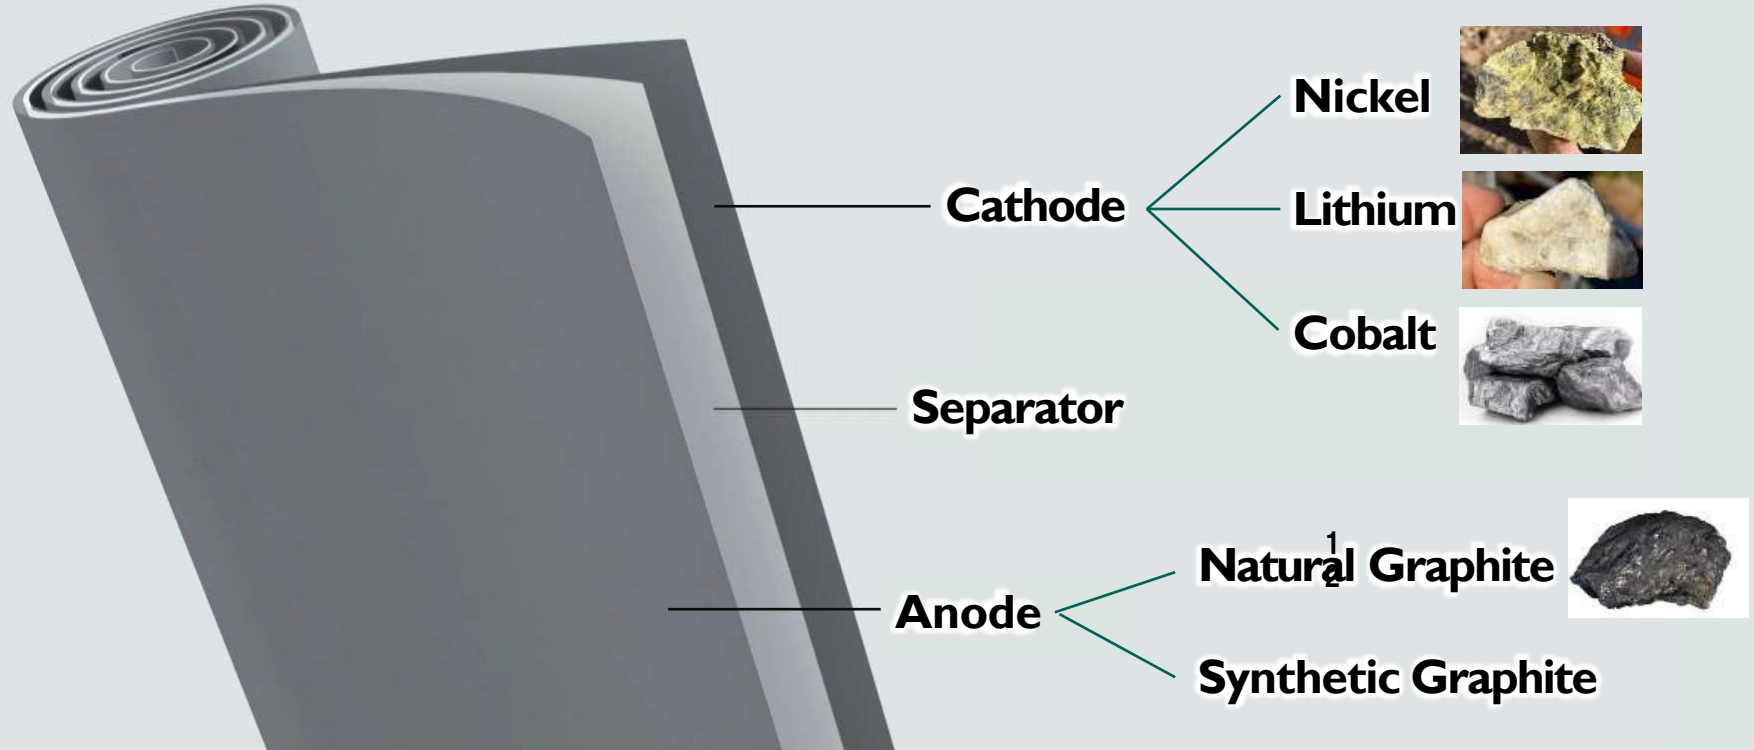 Nickel
Cathode
Lithium
Cobalt
Separator
1
2
Natural Graphite
Anode
Synthetic Graphite